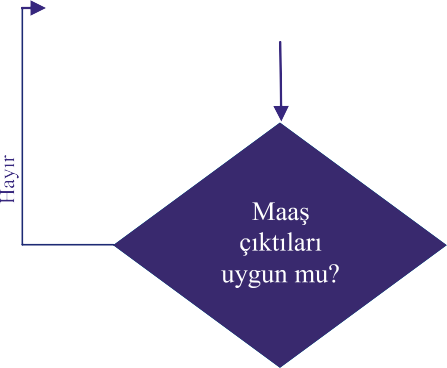 Hayır
Maaş
çıktıları
uygun mu?